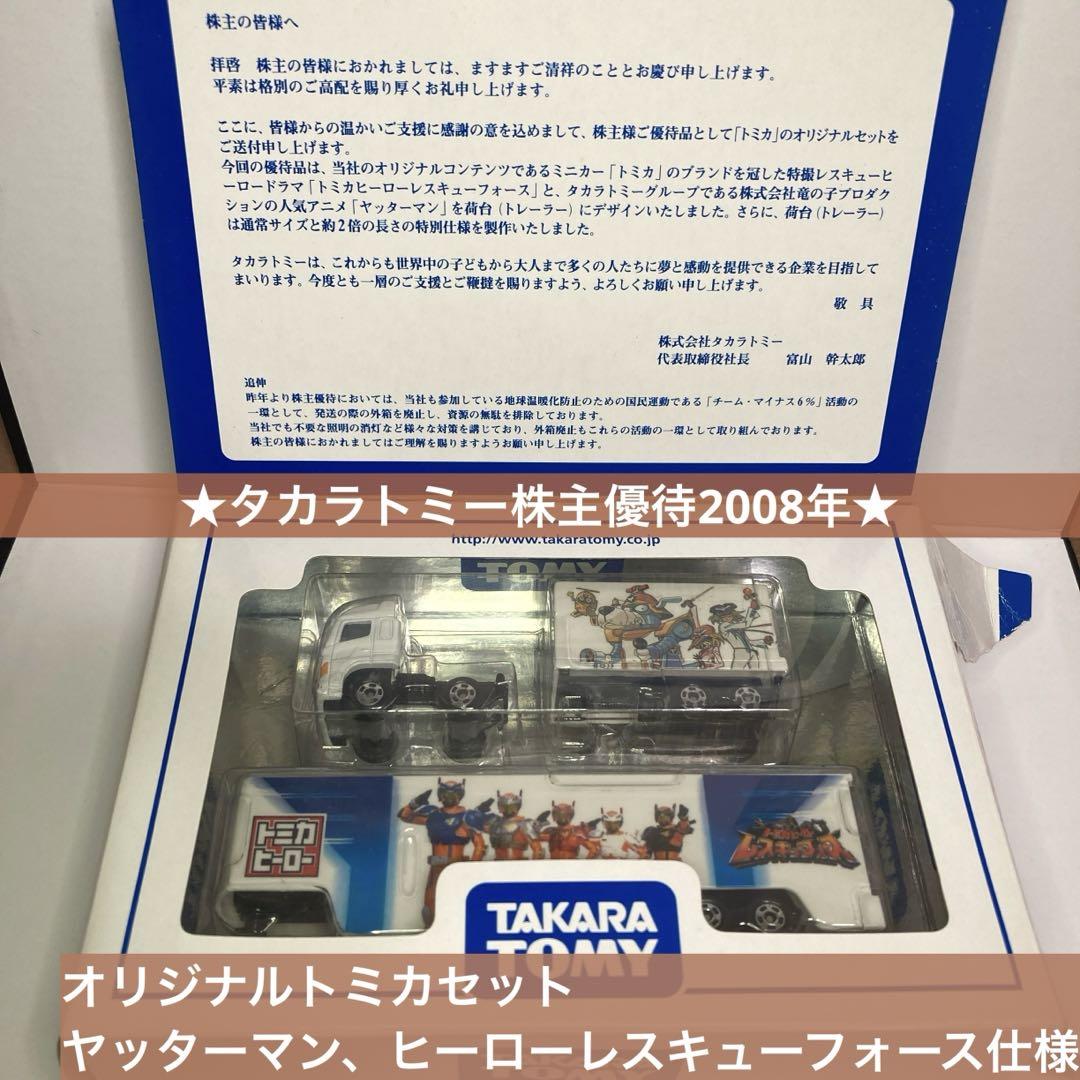 株主の皆様へ
拝啓　株主の皆様におかれましては、ますますご清祥のこととお慶び申し上げます。
平素は格別のご高配を賜り厚くお礼申し上げます。
ここに、皆様からの温かいご支援に感謝の意を込めまして、株主様ご優待品として「トミカ」のオリジナルセットを
ご送付申し上げます。
今回の優待品は、当社のオリジナルコンテンツであるミニカー「トミカ」のブランドを冠した特撮レスキューヒ
ーロードラマ「トミカヒーローレスキューフォース」と、タカラトミーグループである株式会社竜の子プロダク
ションの人気アニメ「ヤッターマン」を荷台（トレーラー）にデザインいたしました。さらに、荷台（トレーラー）
は通常サイズと約2倍の長さの特別仕様を製作いたしました。
タカラトミーは、これからも世界中の子どもから大人まで多くの人たちに夢と感動を提供できる企業を目指して
まいります。今度とも一層のご支援とご鞭撻を賜りますよう、よろしくお願い申し上げます。
敬　具
株式会社タカラトミー
代表取締役社長　富山　幹太郎
追伸
昨年より株主優待においては、当社も参加している地球温暖化防止のための国民運動である「チーム・マイナス6%」活動の
一環として、発送の際の外箱を廃止し、資源の無駄を排除しております。
当社でも不要な照明の消灯など様々な対策を講じており、外箱廃止もこれらの活動の一環として取り組んでおります。
株主の皆様におかれましてはご理解を賜りますようお願い申し上げます。
★タカラトミー株主優待2008年★
http://www.takaratomy.co.jp
TOMY
トミカ
ヒーロー
トミカヒーロー
レスキューフォース
TAKARA
TOMY
オリジナルトミカセット
ヤッターマン、ヒーローレスキューフォース仕様